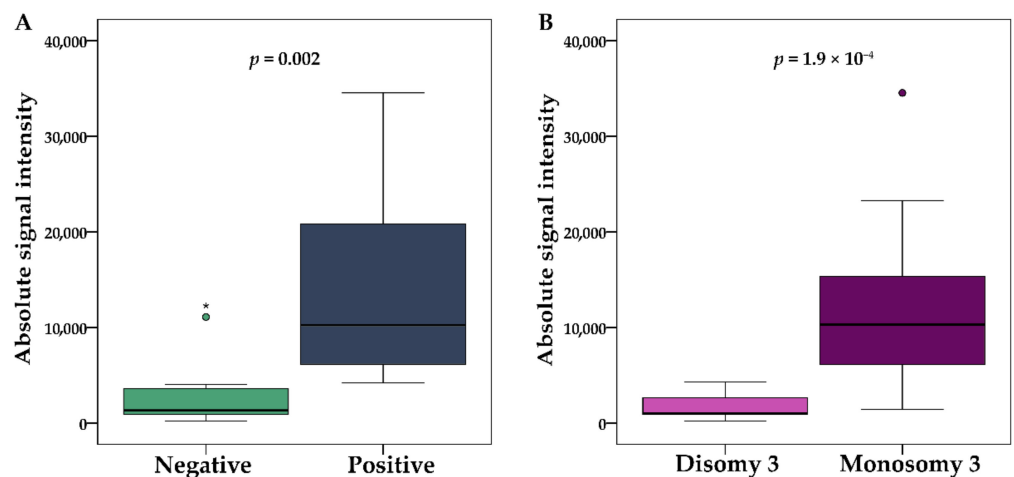 A
Absolute signal intensity
40,000
30,000
20,000
10,000
0
p = 0.002
*
Negative
Positive
B
Absolute signal intensity
40,000
30,000
20,000
10,000
0
p = 1.9 × 10⁻⁴
Disomy 3
Monosomy 3